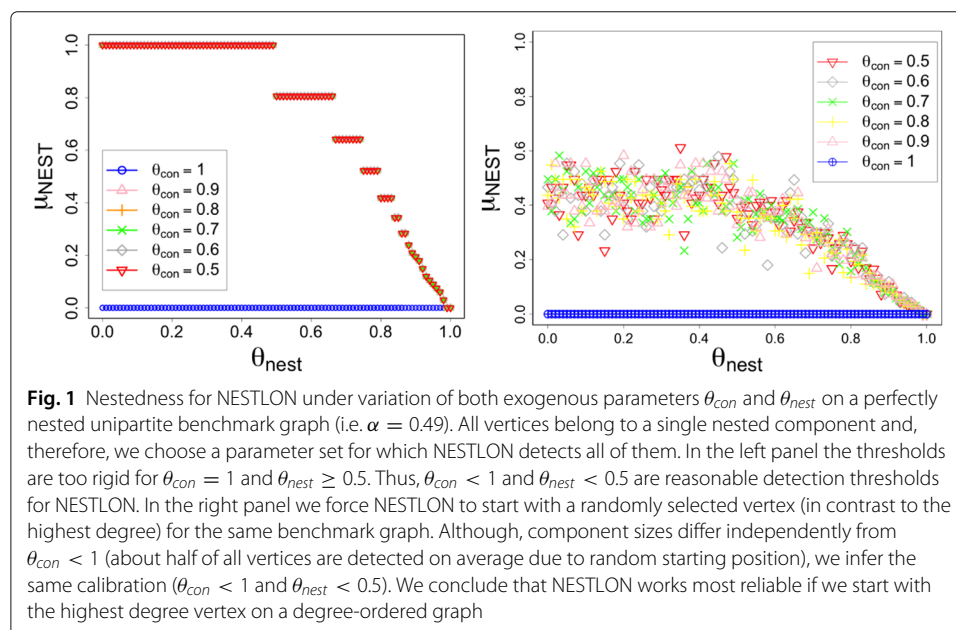 μNEST
1.0
0.8
0.6
0.4
0.2
0.0
θcon = 1
θcon = 0.9
θcon = 0.8
θcon = 0.7
θcon = 0.6
θcon = 0.5
0.0 0.2 0.4 0.6 0.8 1.0
θnest
μNEST
1.0
0.8
0.6
0.4
0.2
0.0
θcon = 0.5
θcon = 0.6
θcon = 0.7
θcon = 0.8
θcon = 0.9
θcon = 1
0.0 0.2 0.4 0.6 0.8 1.0
θnest
Fig. 1 Nestedness for NESTLON under variation of both exogenous parameters θcon and θnest on a perfectly
nested unipartite benchmark graph (i.e. α = 0.49). All vertices belong to a single nested component and,
therefore, we choose a parameter set for which NESTLON detects all of them. In the left panel the thresholds
are too rigid for θcon = 1 and θnest ≥ 0.5. Thus, θcon < 1 and θnest < 0.5 are reasonable detection thresholds
for NESTLON. In the right panel we force NESTLON to start with a randomly selected vertex (in contrast to the
highest degree) for the same benchmark graph. Although, component sizes differ independently from
θcon < 1 (about half of all vertices are detected on average due to random starting position), we infer the
same calibration (θcon < 1 and θnest < 0.5). We conclude that NESTLON works most reliable if we start with
the highest degree vertex on a degree-ordered graph